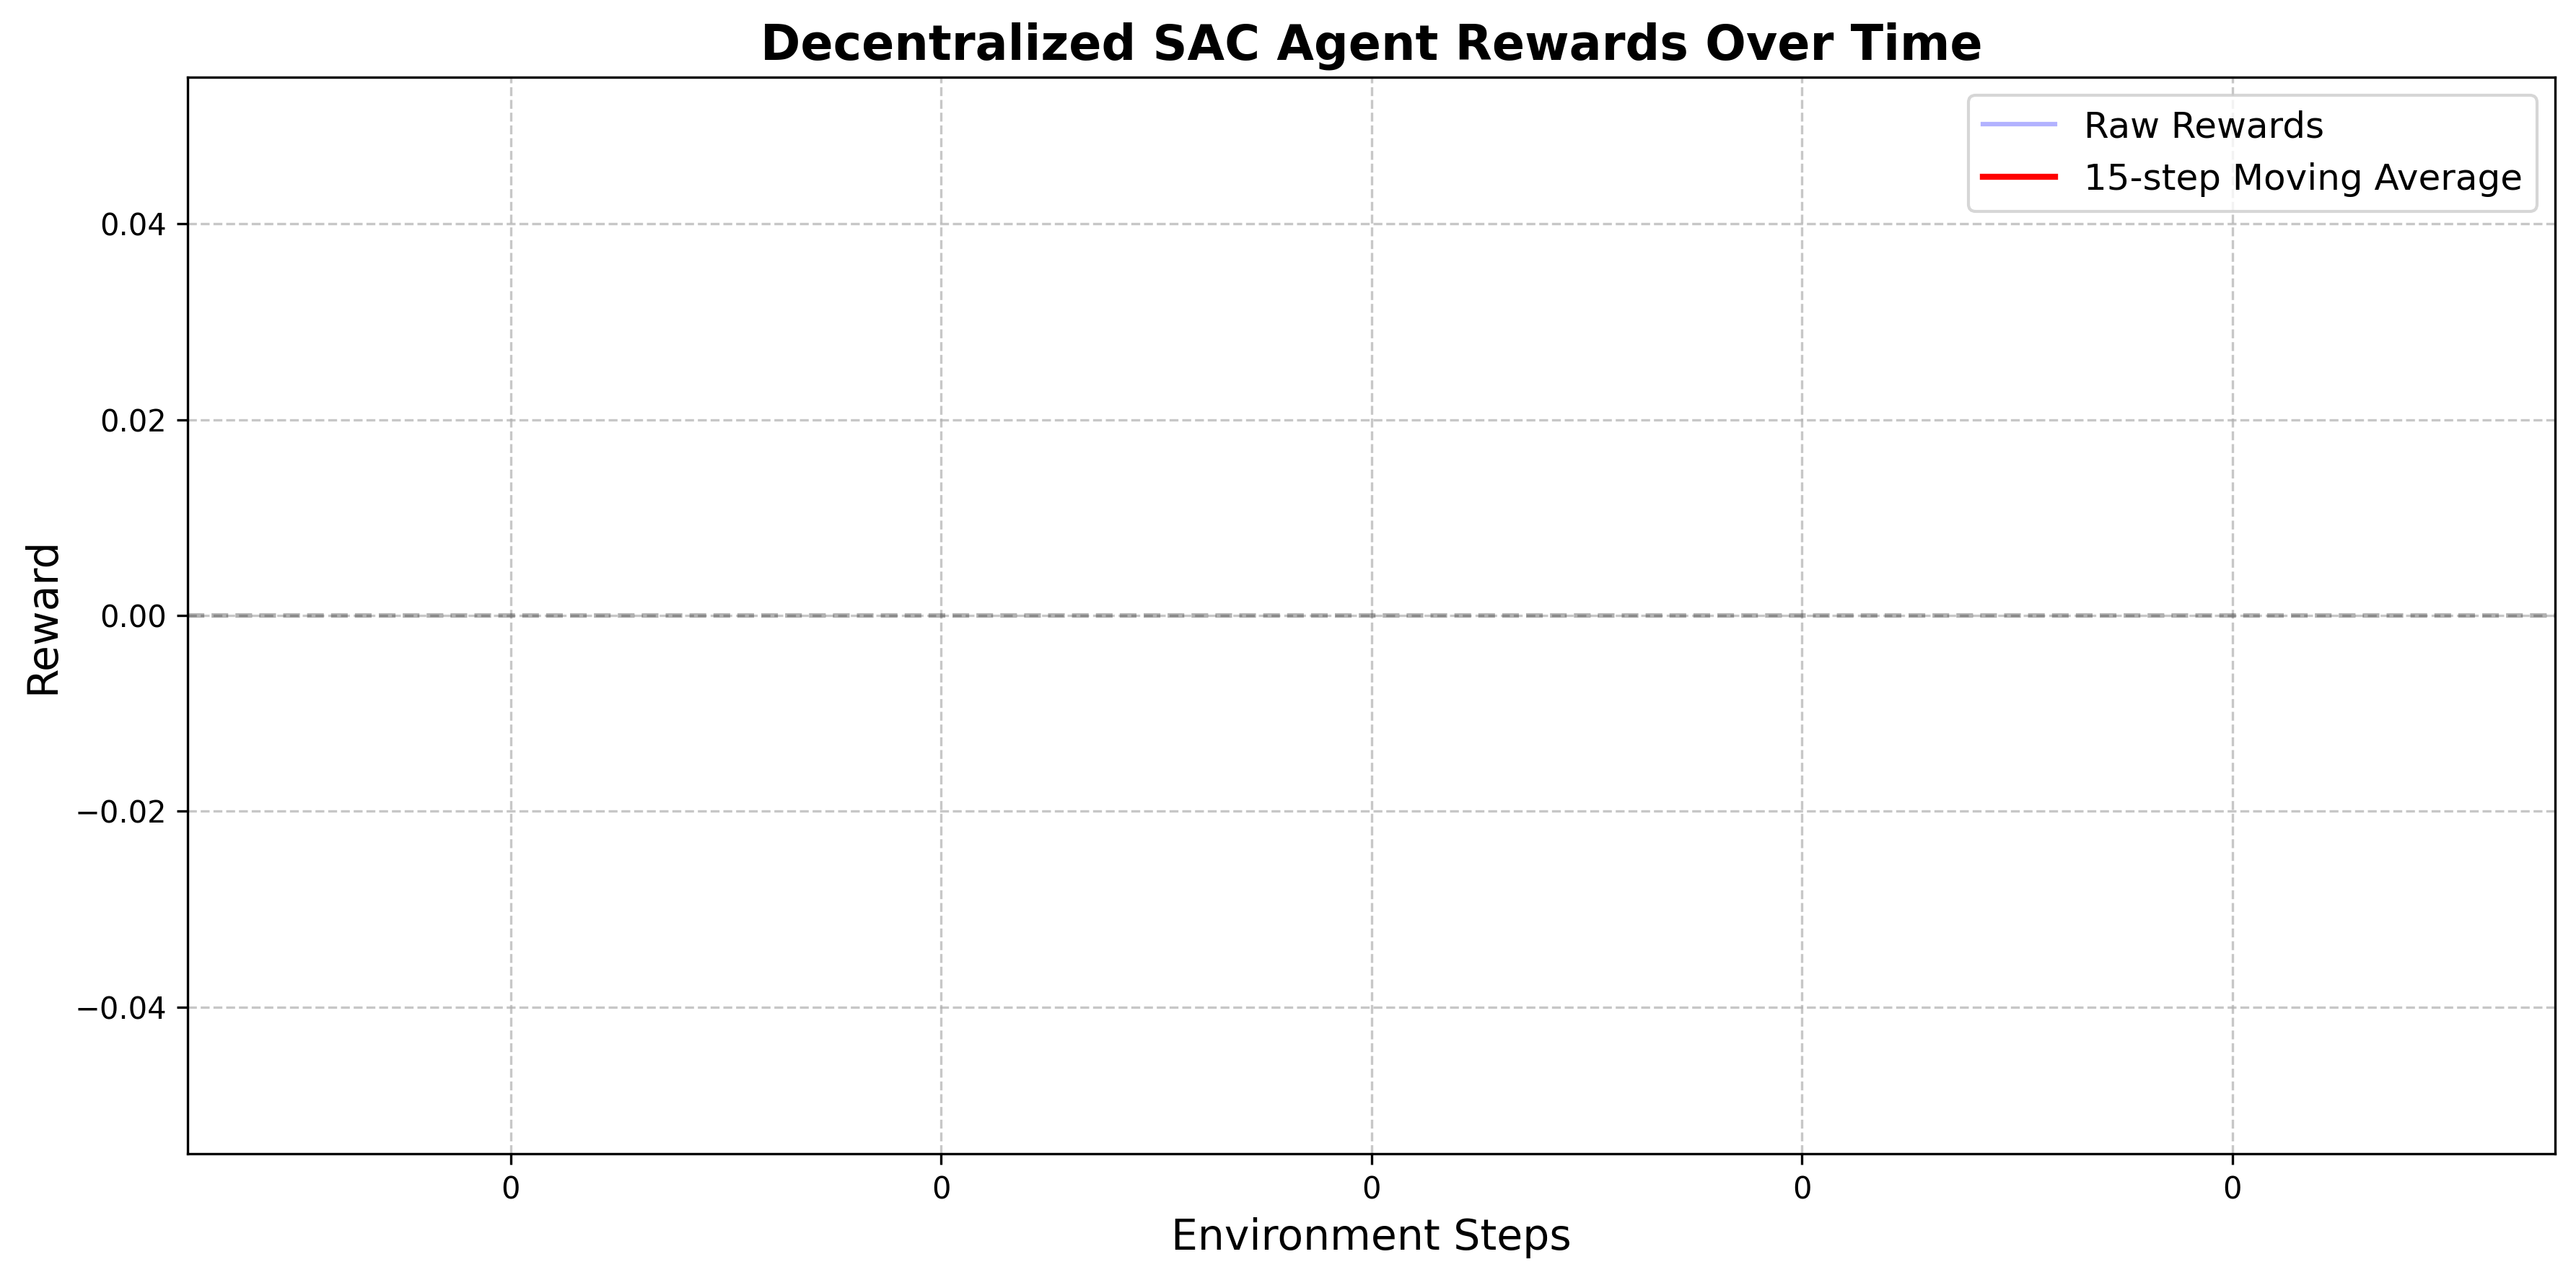 Decentralized SAC Agent Rewards Over Time
Raw Rewards
15-step Moving Average
0.04
0.02
0.00
−0.02
−0.04
Reward
0 0 0 0 0
Environment Steps